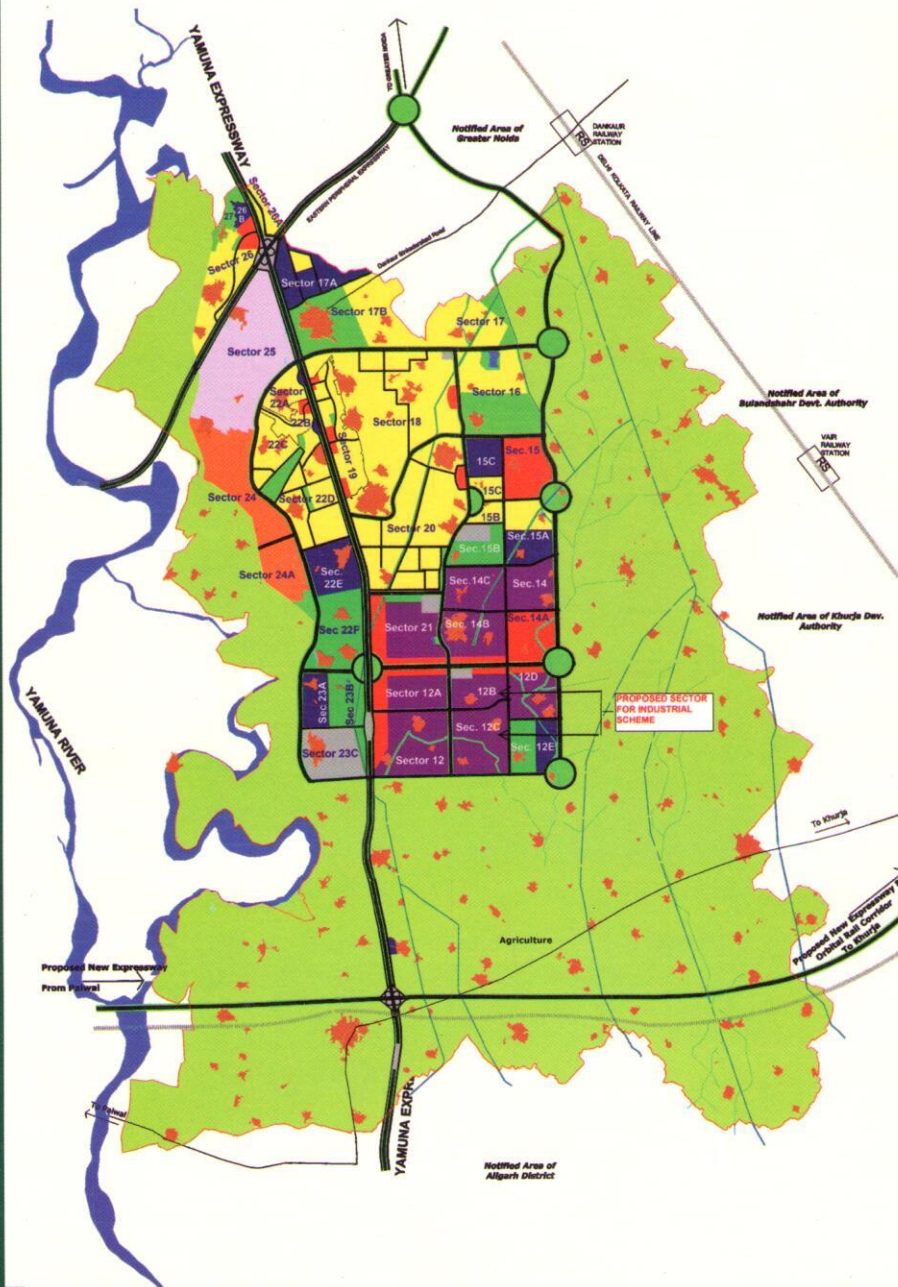 YAMUNA EXPRESSWAY
TO GREATER NOIDA
Notified Area of
Greater Noida
DANKAUR
RAILWAY
STATION
RS
DELHI KOLKATA RAILWAY LINE
EASTERN PERIPHERAL EXPRESSWAY
Sector 26A
27
26
B
Sector 26
Sector 17A
Sector 17B
Sector 17
Sector 25
Notified Area of
Bulandshahr Devt. Authority
Sector
22A
22B
22C
Sector 18
Sector 16
Sector 19
15C
Sec.15
VAIR
RAILWAY
STATION
RS
Sector 24
Sector 22D
15C
15B
Sector 20
Sec.15B
Sec.15A
Sec.
22E
Sector 24A
Sec.14C
Sec.14
Sec 22F
Sector 21
Sec.14B
Sec.14A
Notified Area of Khurja Dev.
Authority
Sec 23A
Sec 23B
Sector 12A
12B
12D
PROPOSED SECTOR
FOR INDUSTRIAL
SCHEME
Sec. 12C
Sec. 12E
Sector 23C
Sector 12
YAMUNA RIVER
To Khurja
Agriculture
Proposed New Expressway
From Palwal
Proposed New Expressway
Orbital Rail Corridor
To Khurja
To Palwal
YAMUNA EXPR.
Notified Area of
Aligarh District